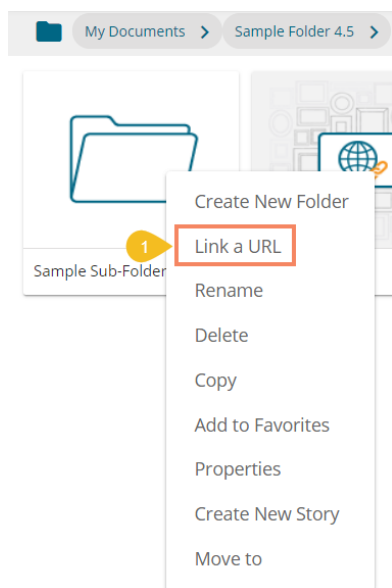 My Documents > Sample Folder 4.5 >
Create New Folder
1 Link a URL
Sample Sub-Folder
Rename
Delete
Copy
Add to Favorites
Properties
Create New Story
Move to